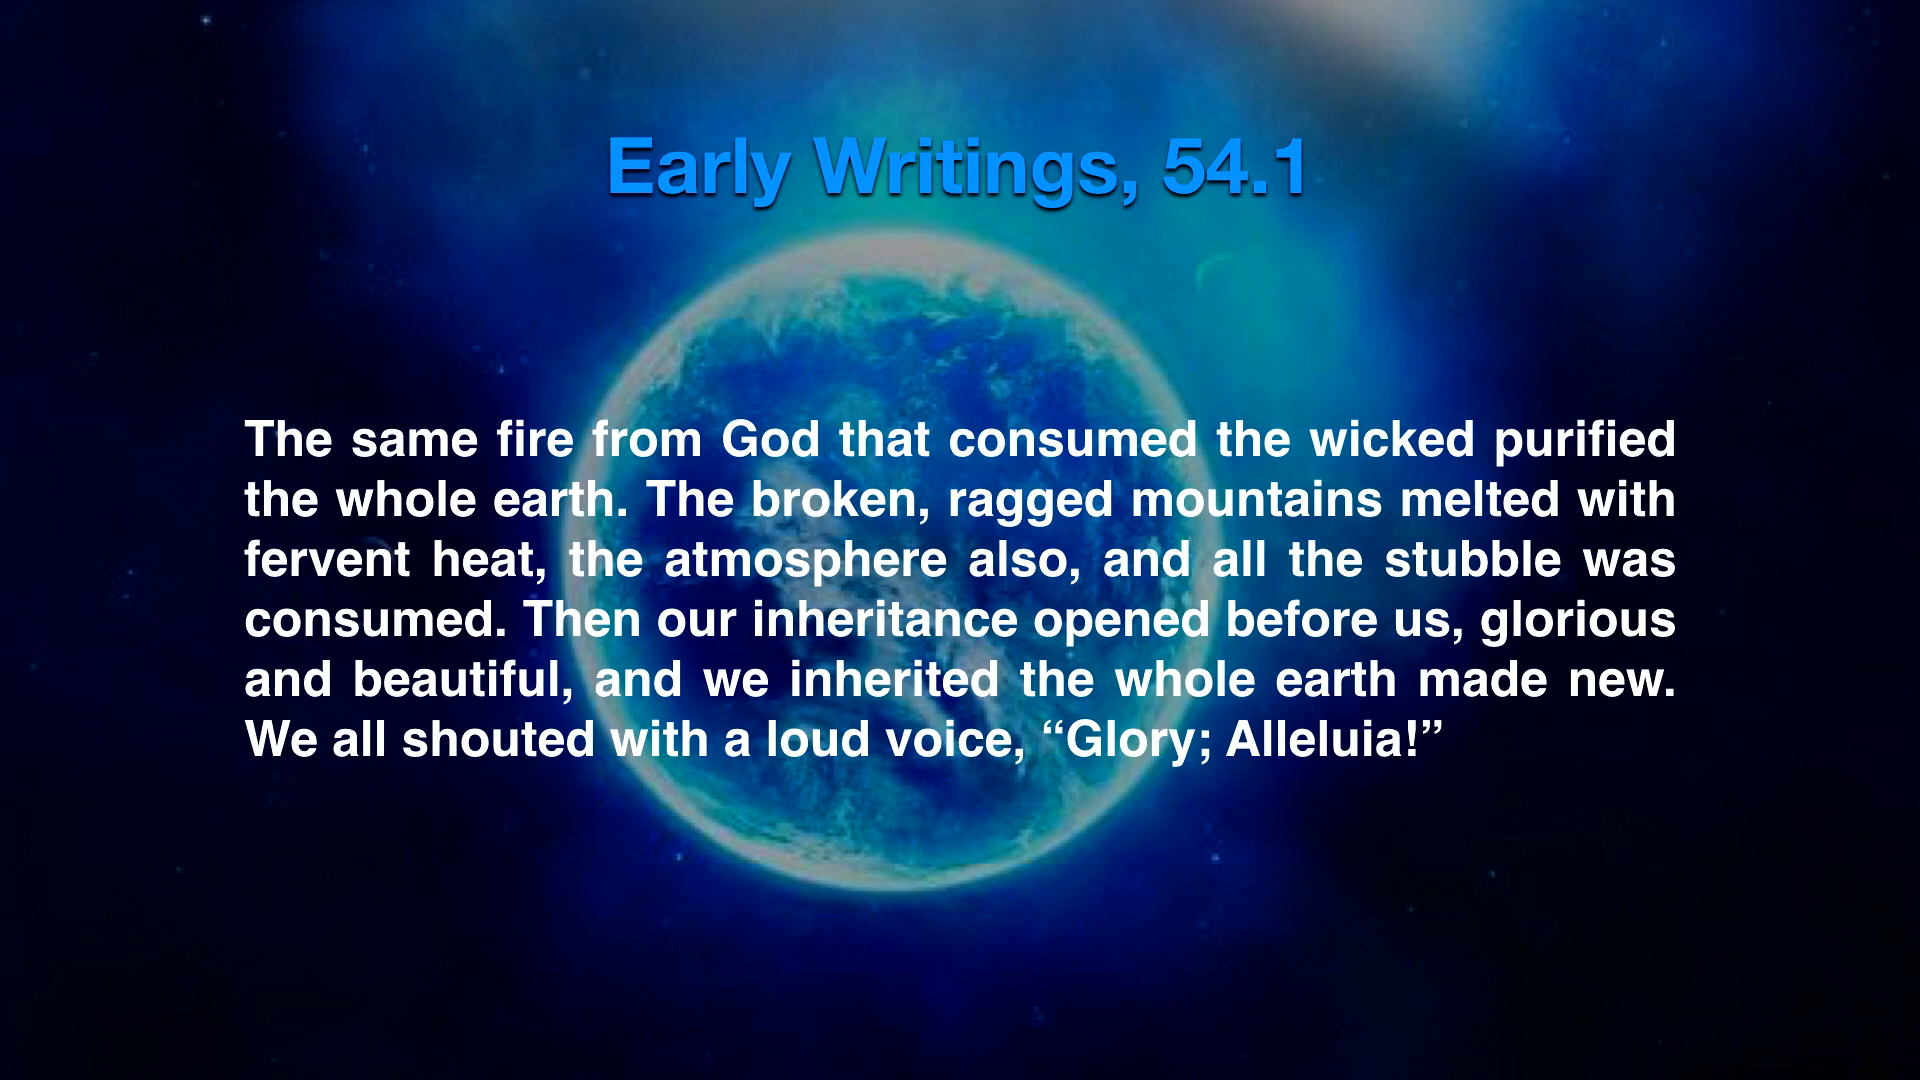 Early Writings, 54.1
The same fire from God that consumed the wicked purified
the whole earth. The broken, ragged mountains melted with
fervent heat, the atmosphere also, and all the stubble was
consumed. Then our inheritance opened before us, glorious
and beautiful, and we inherited the whole earth made new.
We all shouted with a loud voice, “Glory; Alleluia!”